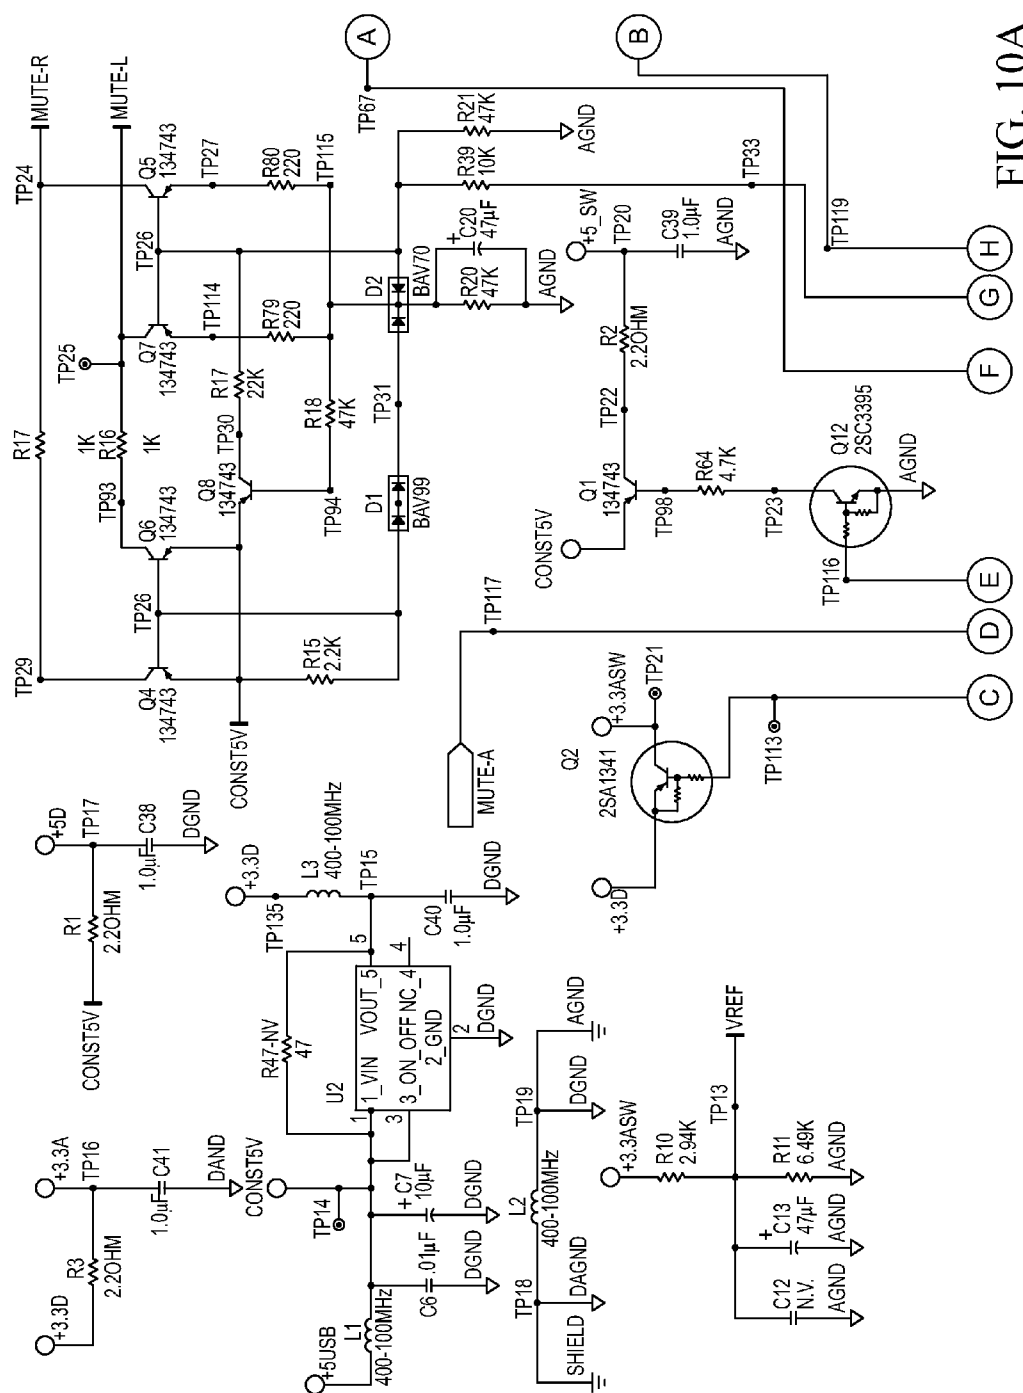 +3.3D
R3
2.2OHM
+3.3A
TP16
1.0µF
C41
DAND
CONST5V
R1
2.2OHM
+5D
TP17
1.0µF
C38
DGND
+5USB
L1
400-100MHz
C6
.01µF
DGND
CONST5V
TP14
+
C7
10µF
DGND
R47-NV
47
U2
1
1_VIN
VOUT_5
5
3
3_ON_OFF
NC_4
4
2_GND
2
DGND
+3.3D
TP135
L3
400-100MHz
TP15
C40
1.0µF
DGND
SHIELD
TP18
DAGND
L2
400-100MHz
TP19
DGND
AGND
+3.3ASW
R10
2.94K
TP13
VREF
C12
N.V.
AGND
+
C13
47µF
AGND
R11
6.49K
AGND
TP29
R17
TP24
MUTE-R
TP93
1K
R16
1K
TP25
MUTE-L
Q4
134743
TP26
Q6
134743
Q7
134743
TP26
Q5
134743
TP114
TP27
Q8
134743
TP30
R17
22K
R79
220
R80
220
TP115
CONST5V
R15
2.2K
TP94
R18
47K
D1
BAV99
TP31
D2
BAV70
R20
47K
+
C20
47µF
AGND
R39
10K
R21
47K
AGND
TP33
TP67
A
B
MUTE-A
TP117
Q2
2SA1341
+3.3D
+3.3ASW
TP21
TP113
CONST5V
Q1
134743
TP22
R2
2.2OHM
+5_SW
TP20
C39
1.0µF
AGND
TP98
R64
4.7K
TP23
Q12
2SC3395
TP116
AGND
TP119
C
D
E
F
G
H
FIG. 10A